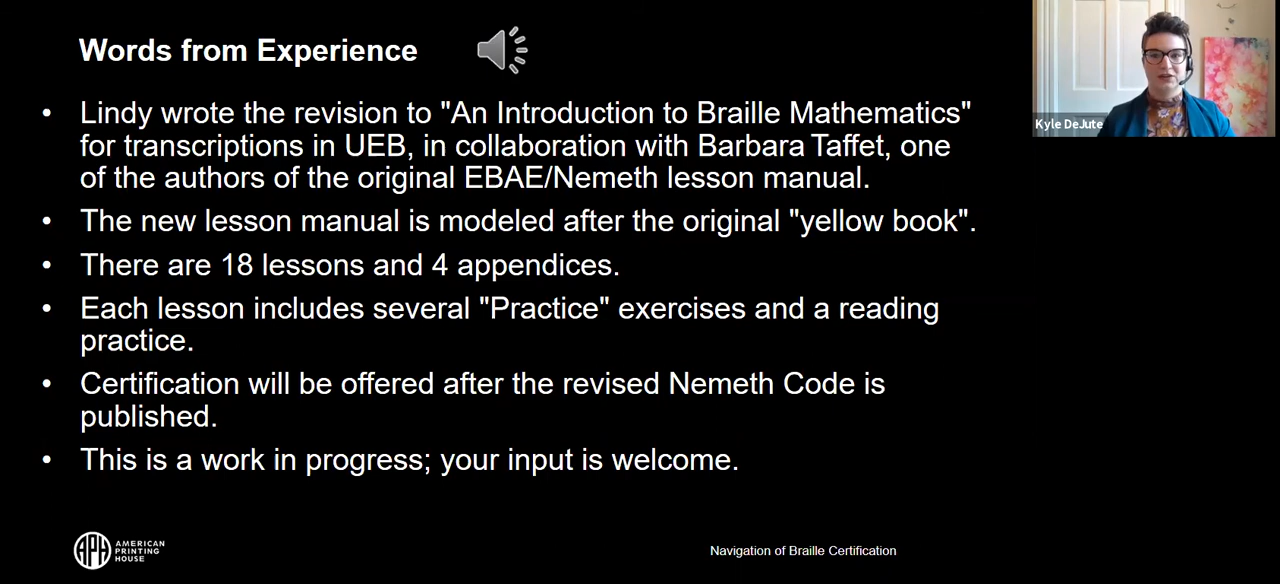 Words from Experience
Kyle DeJute
• Lindy wrote the revision to "An Introduction to Braille Mathematics"
for transcriptions in UEB, in collaboration with Barbara Taffet, one
of the authors of the original EBAE/Nemeth lesson manual.
• The new lesson manual is modeled after the original "yellow book".
• There are 18 lessons and 4 appendices.
• Each lesson includes several "Practice" exercises and a reading
practice.
• Certification will be offered after the revised Nemeth Code is
published.
• This is a work in progress; your input is welcome.
APH
AMERICAN
PRINTING
HOUSE
Navigation of Braille Certification